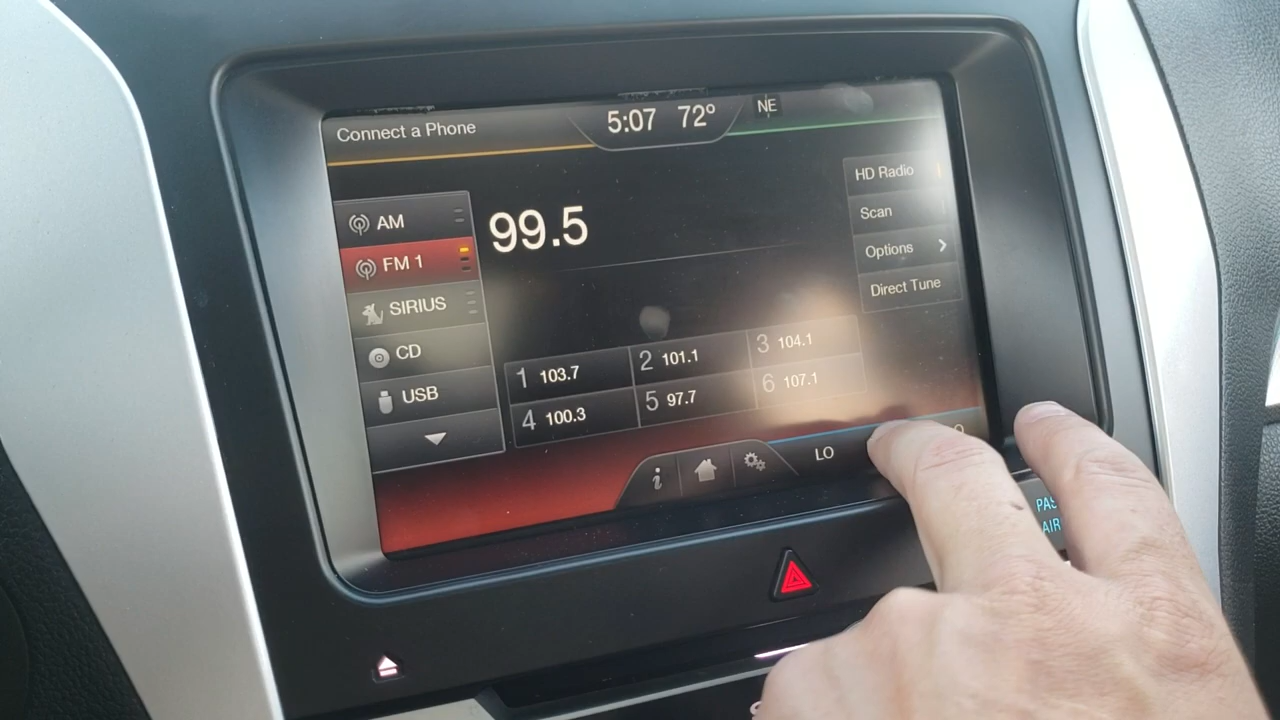 Connect a Phone
5:07 72º
NE
AM
FM 1
SIRIUS
CD
USB
99.5
HD Radio
Scan
Options
Direct Tune
1 103.7
2 101.1
3 104.1
4 100.3
5 97.7
6 107.1
i
LO
AIR